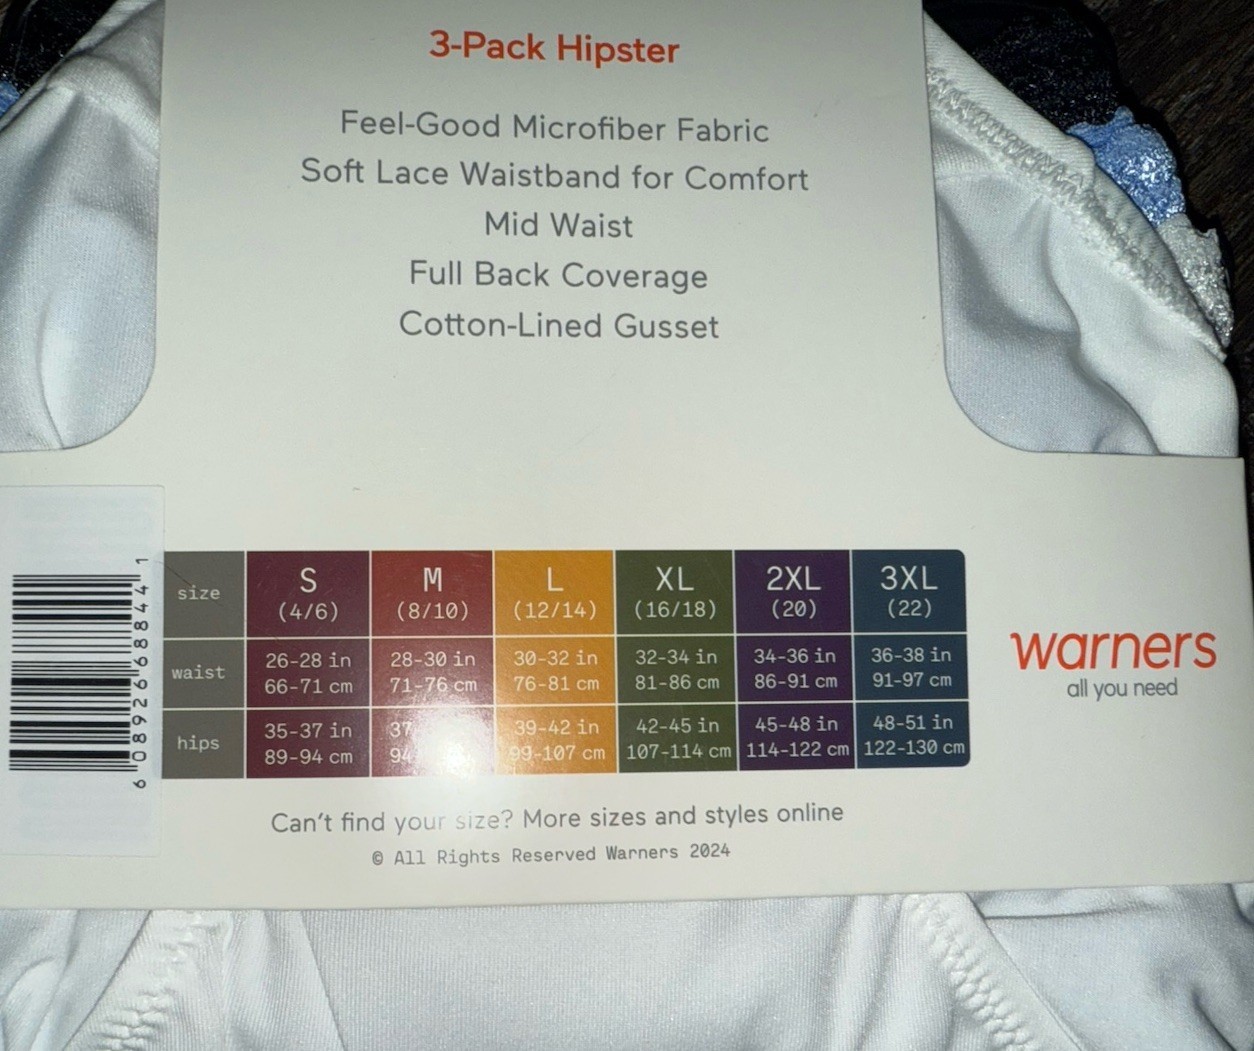 3-Pack Hipster
Feel-Good Microfiber Fabric
Soft Lace Waistband for Comfort
Mid Waist
Full Back Coverage
Cotton-Lined Gusset
size S M L XL 2XL 3XL
(4/6) (8/10) (12/14) (16/18) (20) (22)
waist 26-28 in 28-30 in 30-32 in 32-34 in 34-36 in 36-38 in
66-71 cm 71-76 cm 76-81 cm 81-86 cm 86-91 cm 91-97 cm
hips 35-37 in 37 39-42 in 42-45 in 45-48 in 48-51 in
89-94 cm 94 99-107 cm 107-114 cm 114-122 cm 122-130 cm
warners
all you need
Can't find your size? More sizes and styles online
© All Rights Reserved Warners 2024
6 08926 68844 1